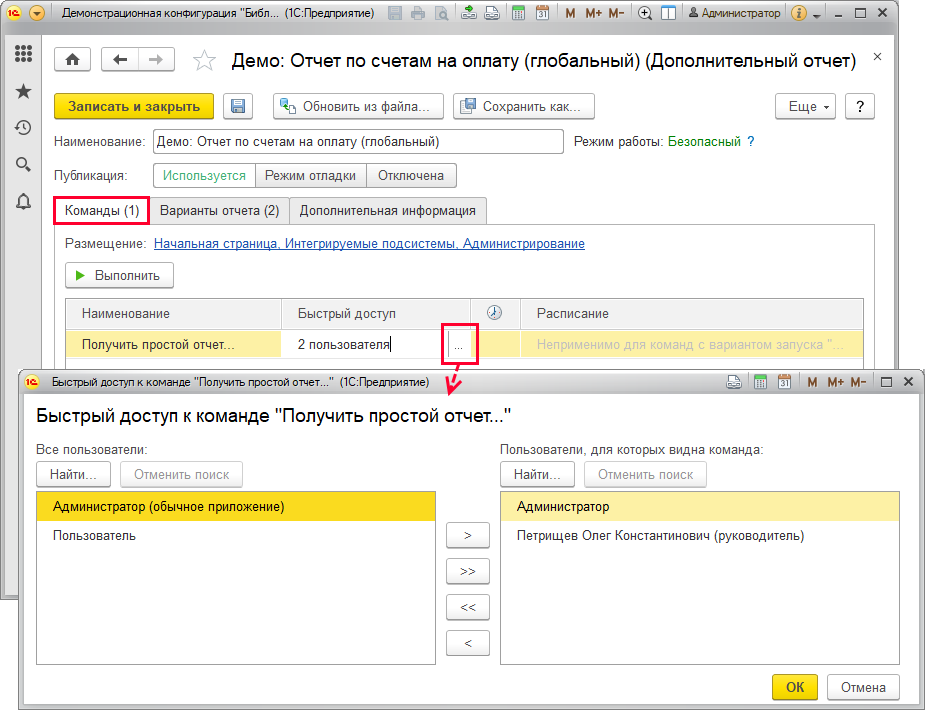 Демонстрационная конфигурация "Библ... (1С:Предприятие) 31 M M+ M- Администратор
Демо: Отчет по счетам на оплату (глобальный) (Дополнительный отчет)
Записать и закрыть Обновить из файла... Сохранить как... Еще ?
Наименование: Демо: Отчет по счетам на оплату (глобальный) Режим работы: Безопасный ?
Публикация: Используется Режим отладки Отключена
Команды (1) Варианты отчета (2) Дополнительная информация
Размещение: Начальная страница, Интегрируемые подсистемы, Администрирование
Выполнить
Наименование Быстрый доступ Расписание
Получить простой отчет... 2 пользователя ... Неприменимо для команд с вариантом запуска "...
Быстрый доступ к команде "Получить простой отчет..." (1С:Предприятие) 31 M M+ M-
Быстрый доступ к команде "Получить простой отчет..."
Все пользователи: Пользователи, для которых видна команда:
Найти... Отменить поиск Найти... Отменить поиск
Администратор (обычное приложение) Администратор
Пользователь > Петрищев Олег Константинович (руководитель)
>>
<<
<
ОК Отмена